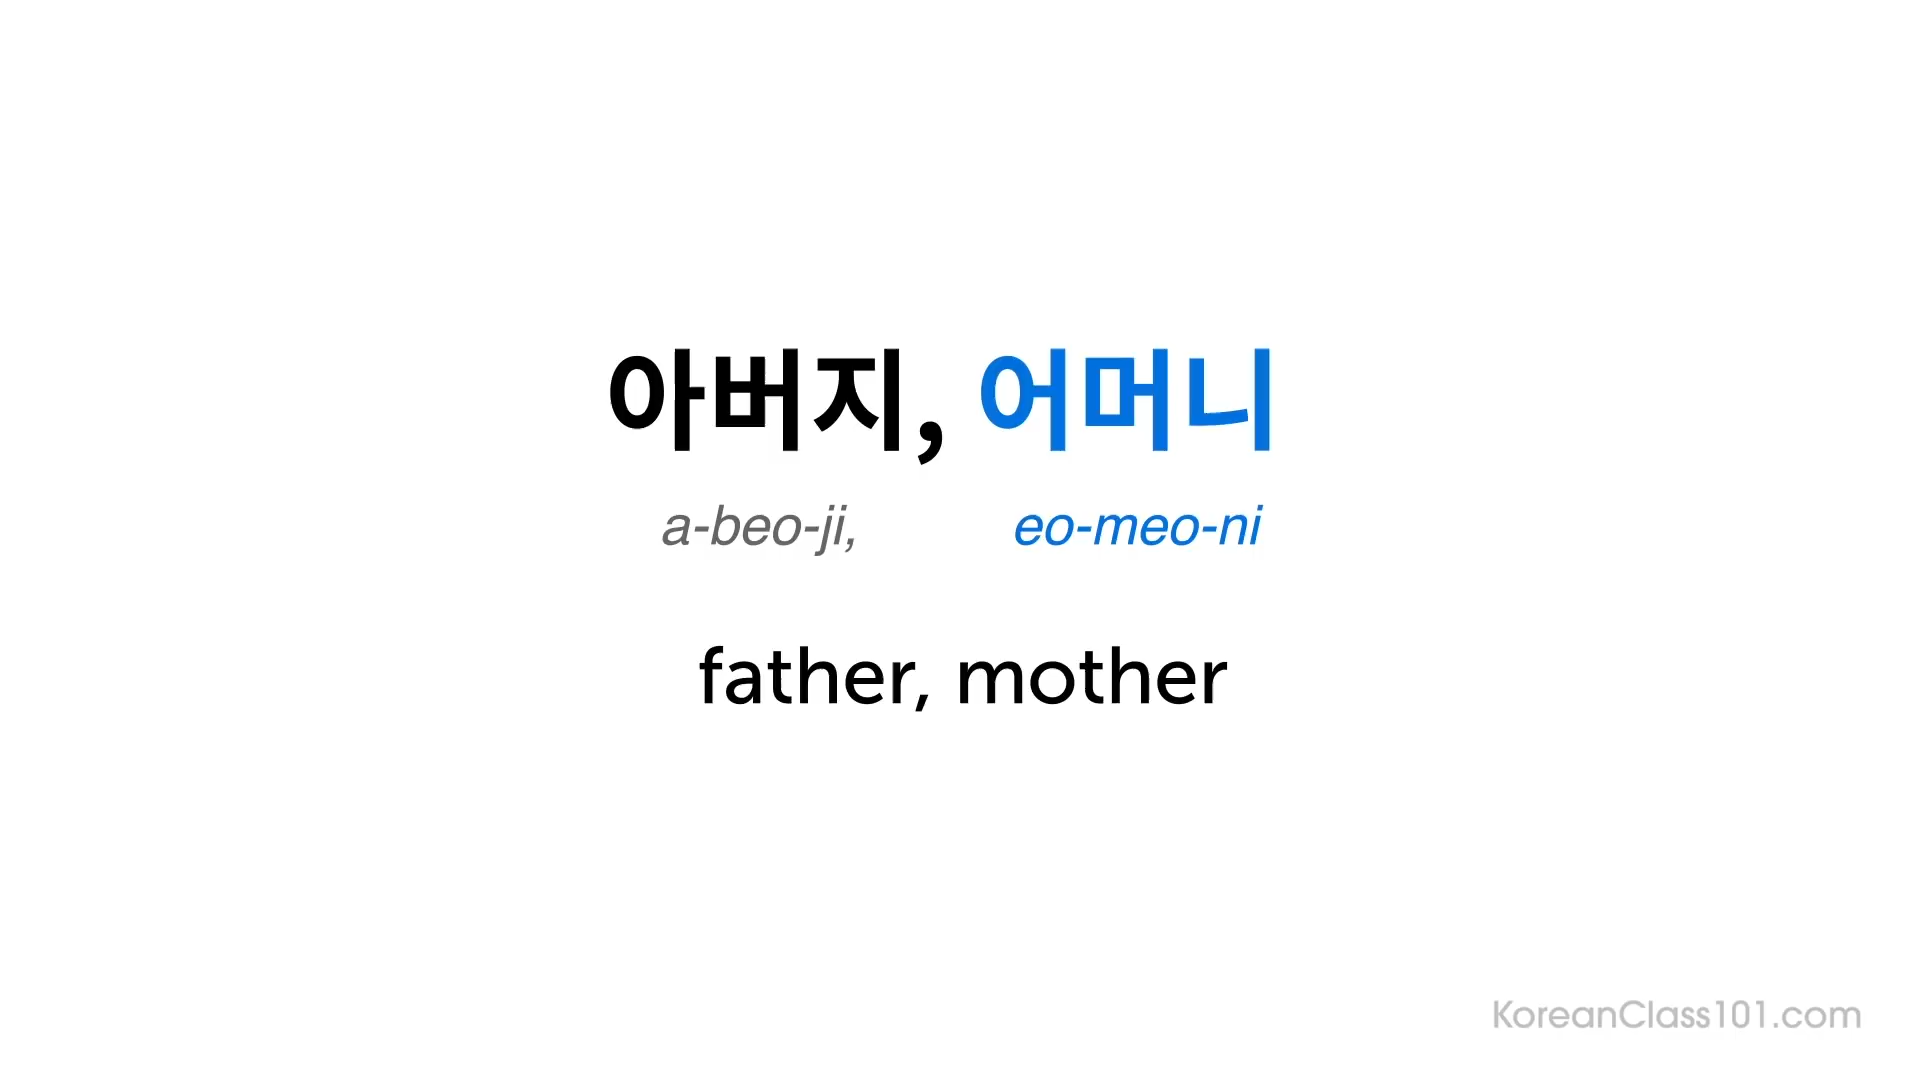 아버지, 어머니
a-beo-ji, eo-meo-ni
father, mother
KoreanClass101.com